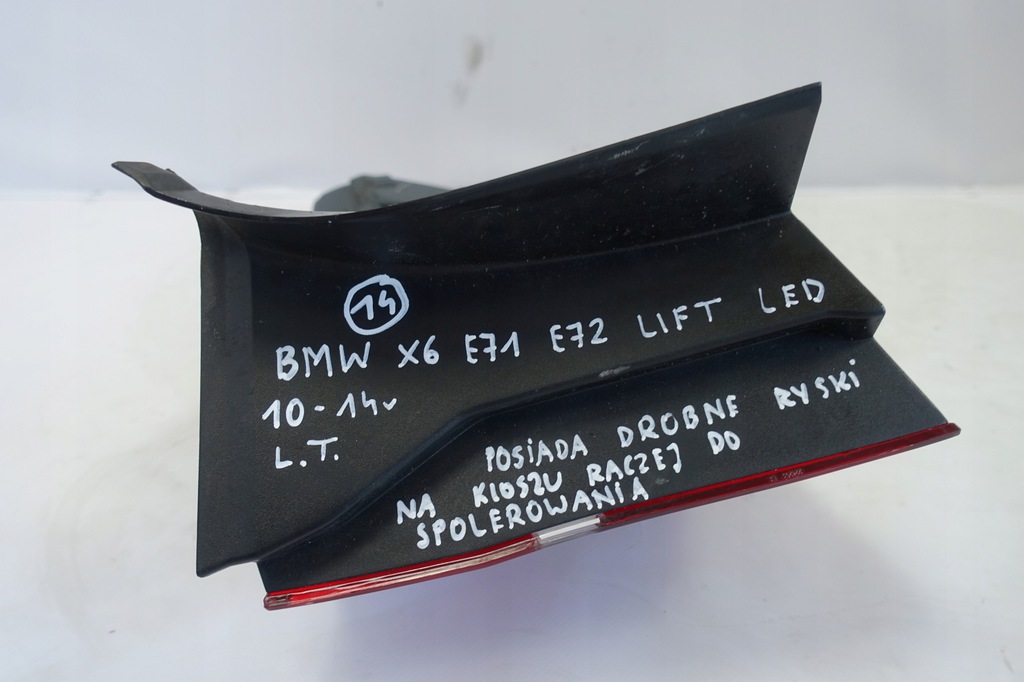 14
BMW X6 E71 E72 LIFT LED
10-14r
L.T.
POSIADA DROBNE RYSKI
NA KLOSZU RACZEJ DO
SPOLEROWANIA